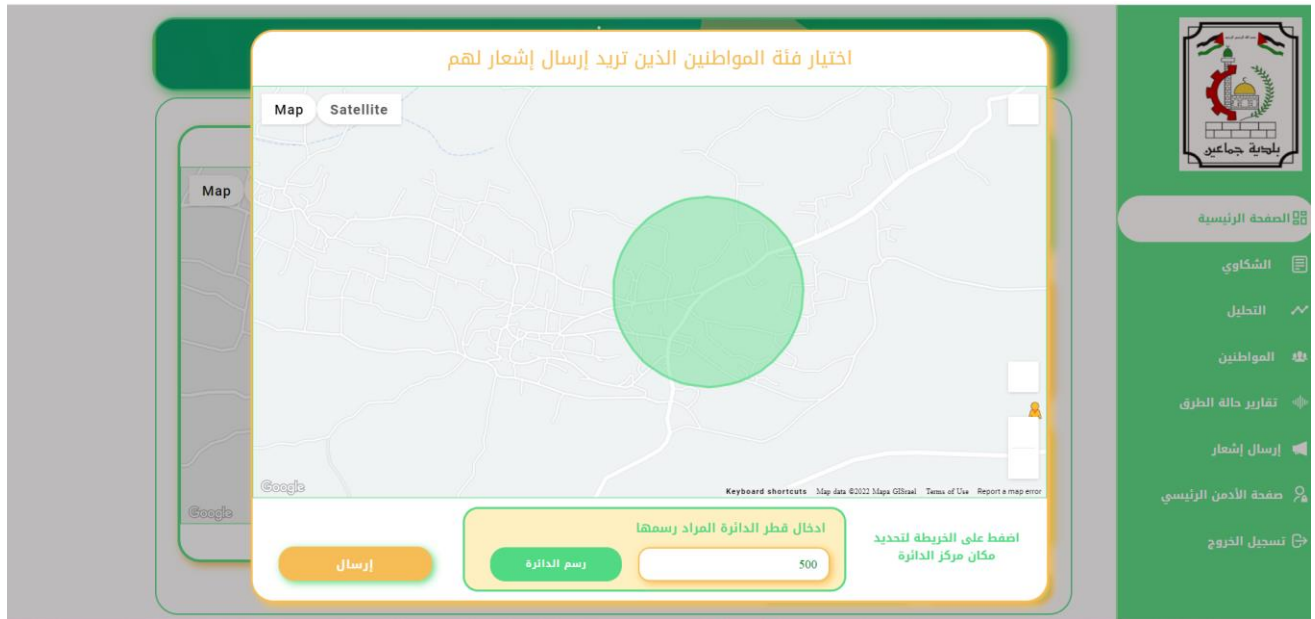 اختيار فئة المواطنين الذين تريد إرسال إشعار لهم
Map
Satellite
Map
Google
Google
Keyboard shortcuts
Map data ©2022 Mapa GISrael
Terms of Use
Report a map error
اضغط على الخريطة لتحديد
مكان مركز الدائرة
ادخال قطر الدائرة المراد رسمها
500
رسم الدائرة
إرسال
بلدية جماعين
الصفحة الرئيسية
الشكاوي
التحليل
المواطنين
تقارير حالة الطرق
إرسال إشعار
صفحة الأدمن الرئيسي
تسجيل الخروج